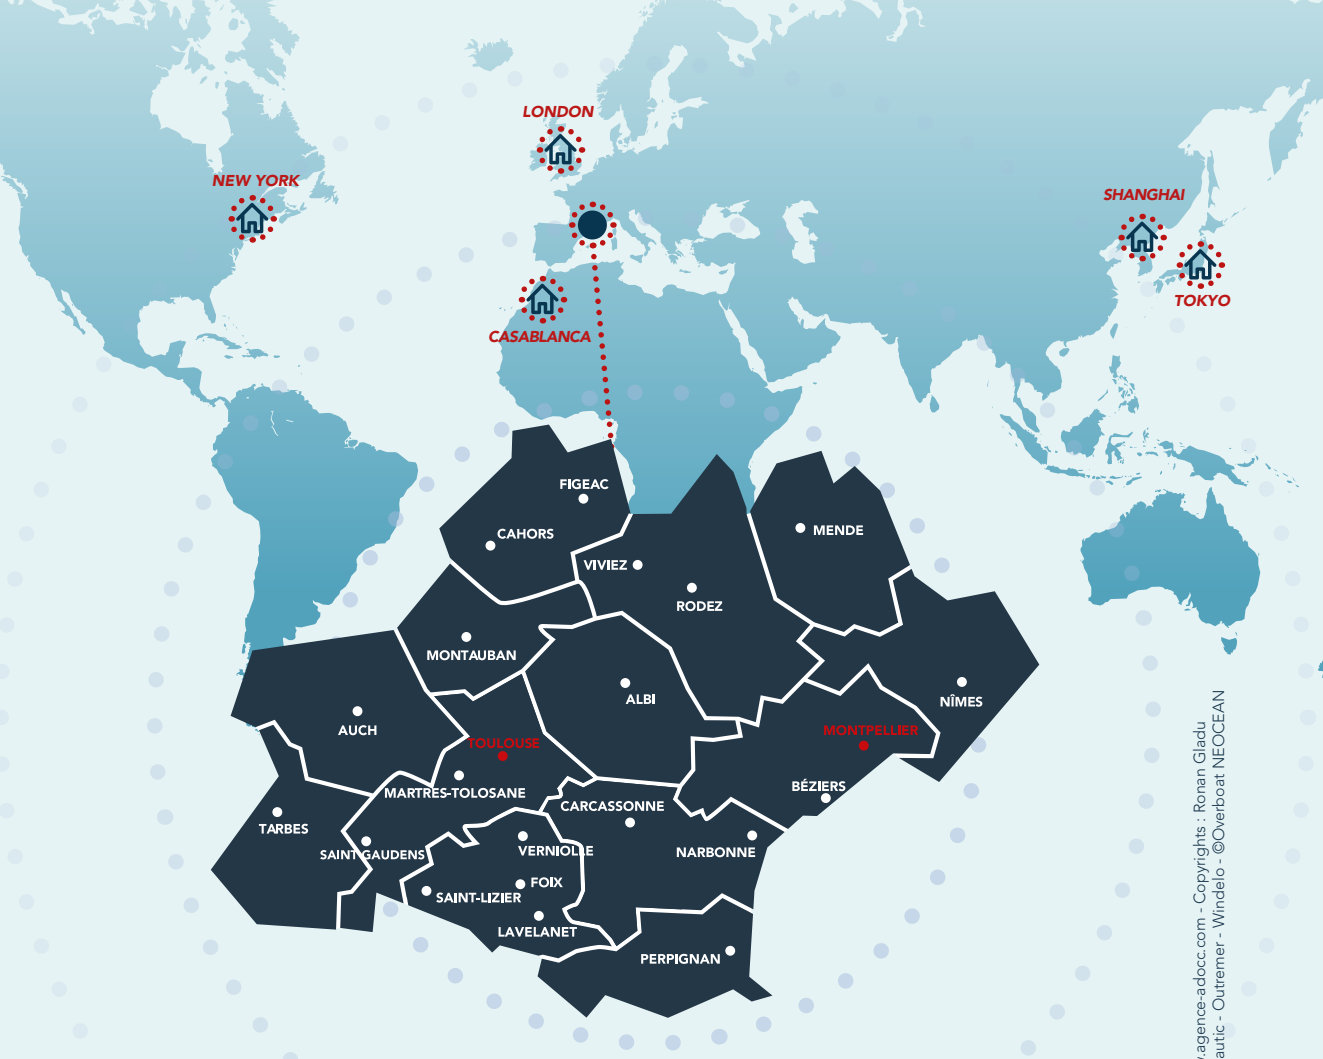 LONDON
NEW YORK
SHANGHAI
TOKYO
CASABLANCA
FIGEAC
CAHORS
MENDE
VIVIEZ
RODEZ
MONTAUBAN
ALBI
NÎMES
AUCH
MONTPELLIER
TOULOUSE
BÉZIERS
MARTRES-TOLOSANE
CARCASSONNE
TARBES
NARBONNE
SAINT-GAUDENS
VERNIOLLE
FOIX
SAINT-LIZIER
LAVELANET
PERPIGNAN
.agence-adocc.com - Copyrights : Ronan Gladu
autic - Outremer - Windelo - ©Overboat NEOCEAN